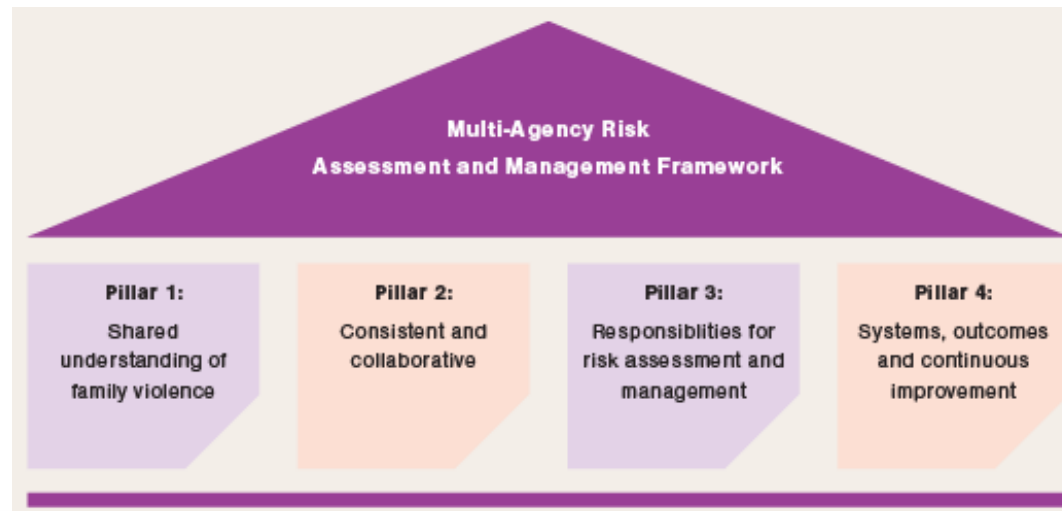 Multi-Agency Risk
Assessment and Management Framework
Pillar 1:
Shared
understanding of
family violence
Pillar 2:
Consistent and
collaborative
Pillar 3:
Responsiblities for
risk assessment and
management
Pillar 4:
Systems, outcomes
and continuous
improvement